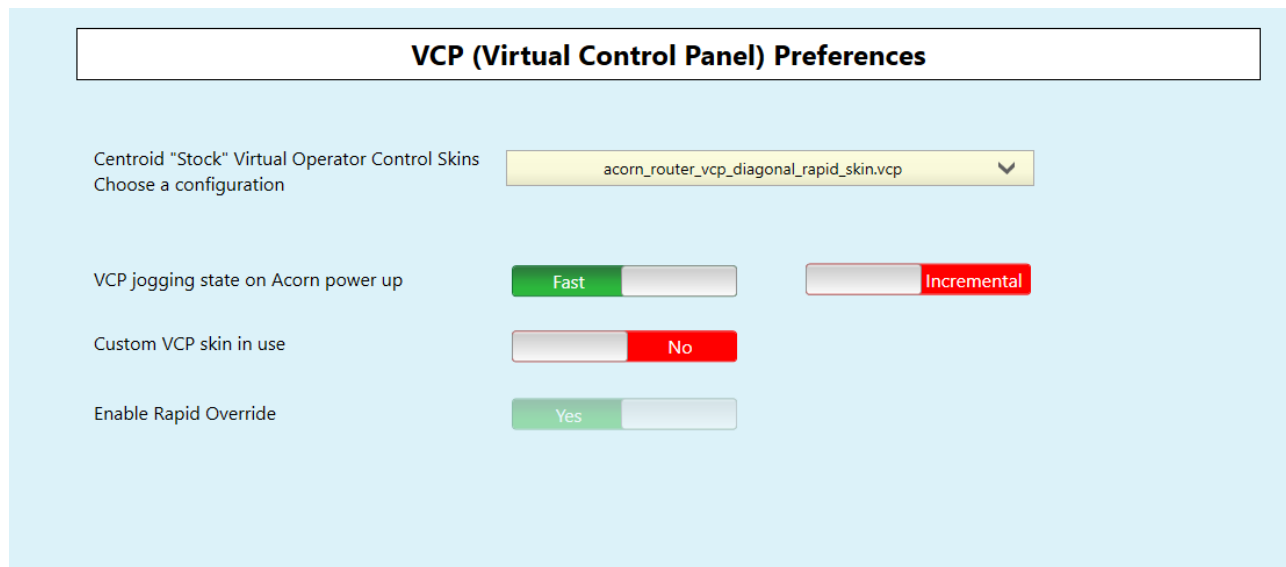 VCP (Virtual Control Panel) Preferences
Centroid "Stock" Virtual Operator Control Skins
Choose a configuration
acorn_router_vcp_diagonal_rapid_skin.vcp
VCP jogging state on Acorn power up
Fast
Incremental
Custom VCP skin in use
No
Enable Rapid Override
Yes